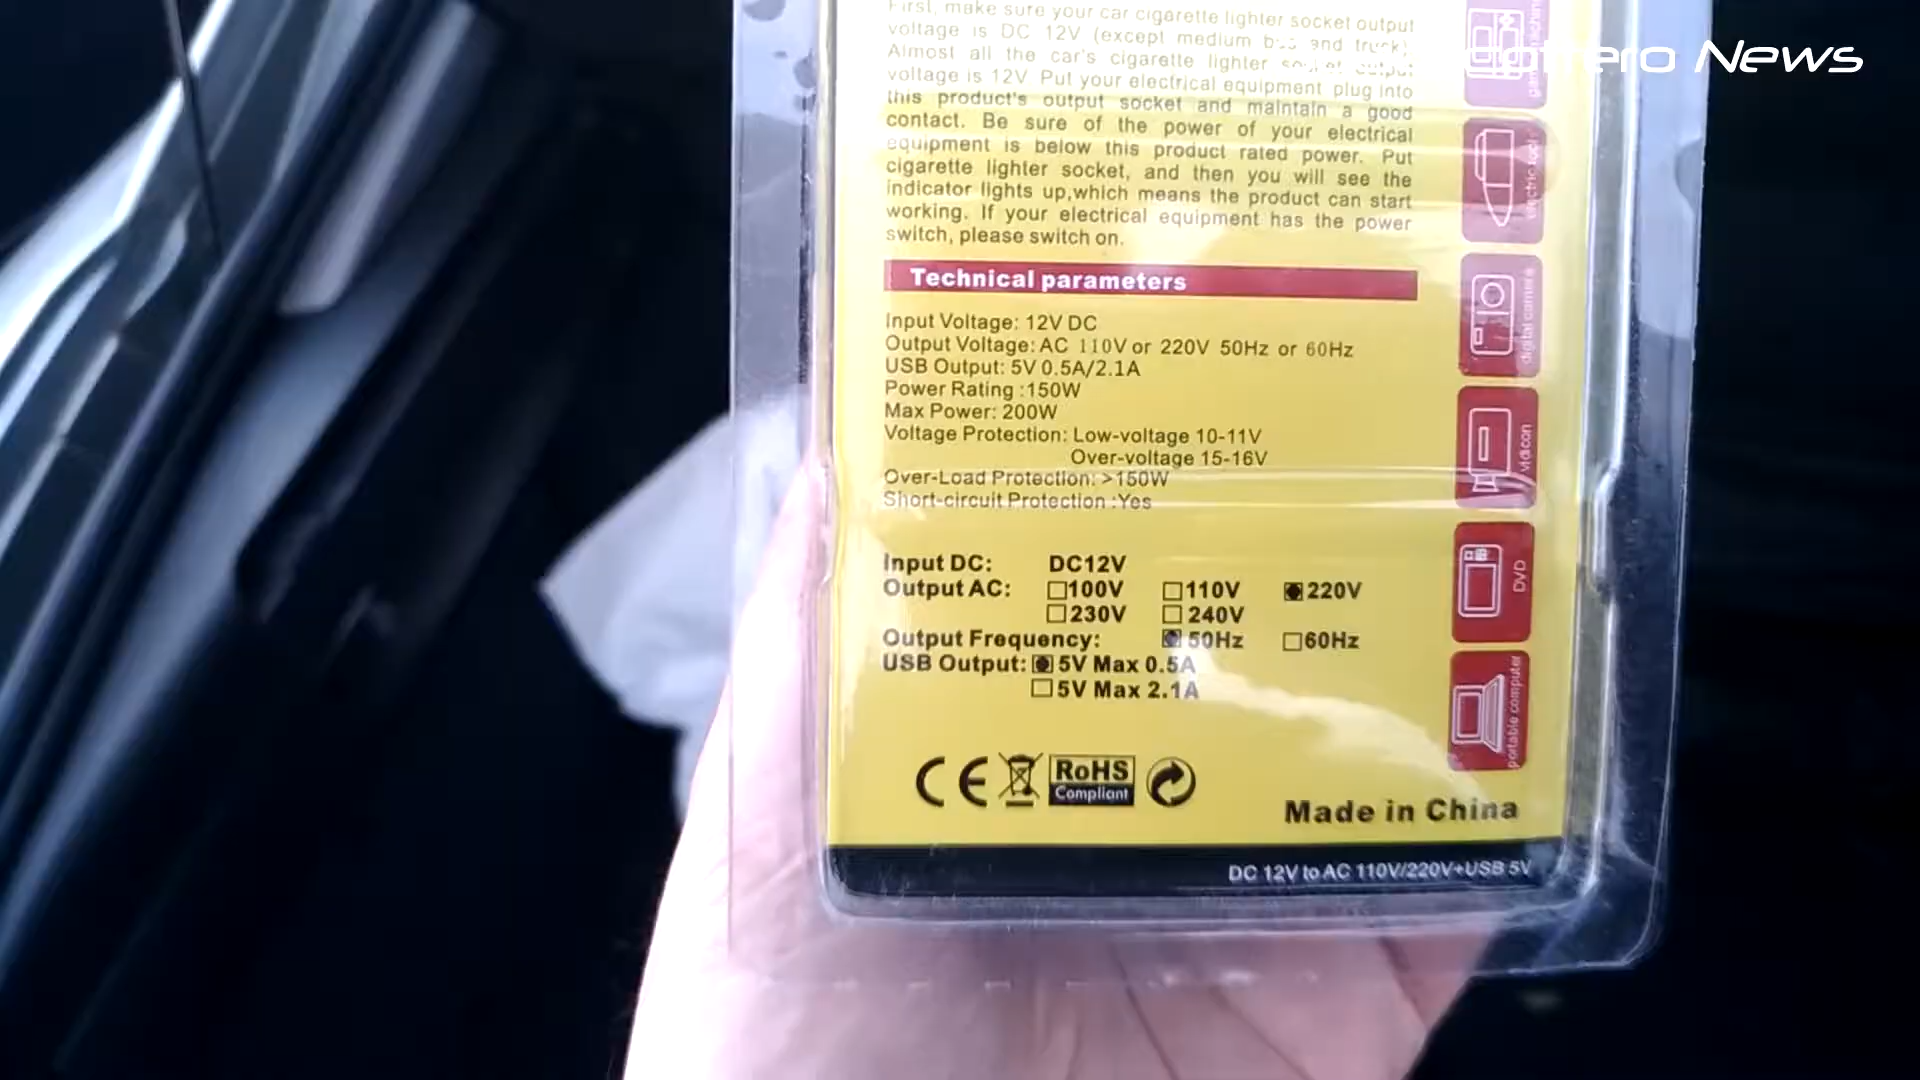 First, make sure your car cigarette lighter socket output
voltage is DC 12V (except medium bus and truck).
Almost all the car's cigarette lighter socket output
voltage is 12V. Put your electrical equipment plug into
this product's output socket and maintain a good
contact. Be sure of the power of your electrical
equipment is below this product rated power. Put
cigarette lighter socket, and then you will see the
indicator lights up,which means the product can start
working. If your electrical equipment has the power
switch, please switch on.
Technical parameters
Input Voltage: 12V DC
Output Voltage: AC 110V or 220V 50Hz or 60Hz
USB Output: 5V 0.5A/2.1A
Power Rating :150W
Max Power: 200W
Voltage Protection: Low-voltage 10-11V
Over-voltage 15-16V
Over-Load Protection: >150W
Short-circuit Protection :Yes
Input DC: DC12V
Output AC: 100V 110V 220V
230V 240V
Output Frequency: 50Hz 60Hz
USB Output: 5V Max 0.5A
5V Max 2.1A
CE RoHS
Compliant
Made in China
DC 12V to AC 110V/220V+USB 5V
electric tool
digital camera
vidicon
DVD
portable computer
News